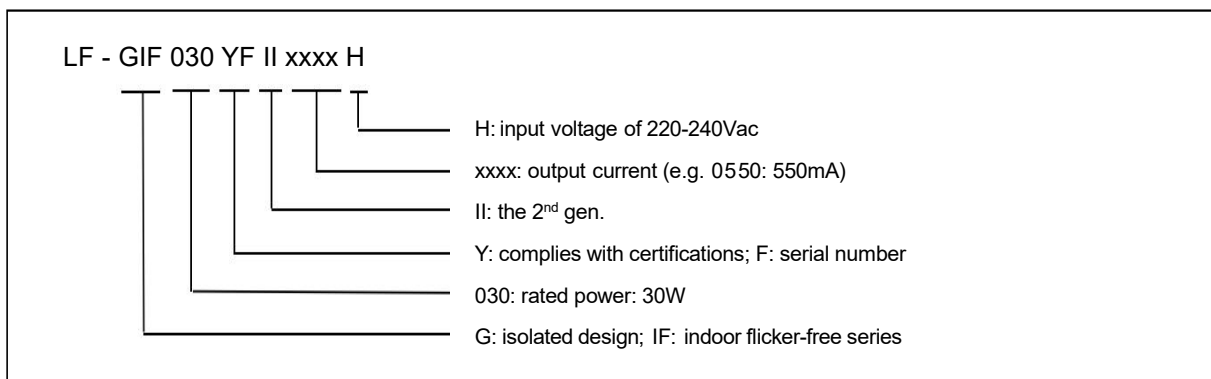 LF - GIF 030 YF II xxxx H
H: input voltage of 220-240Vac
xxxx: output current (e.g. 0550: 550mA)
II: the 2nd gen.
Y: complies with certifications; F: serial number
030: rated power: 30W
G: isolated design; IF: indoor flicker-free series